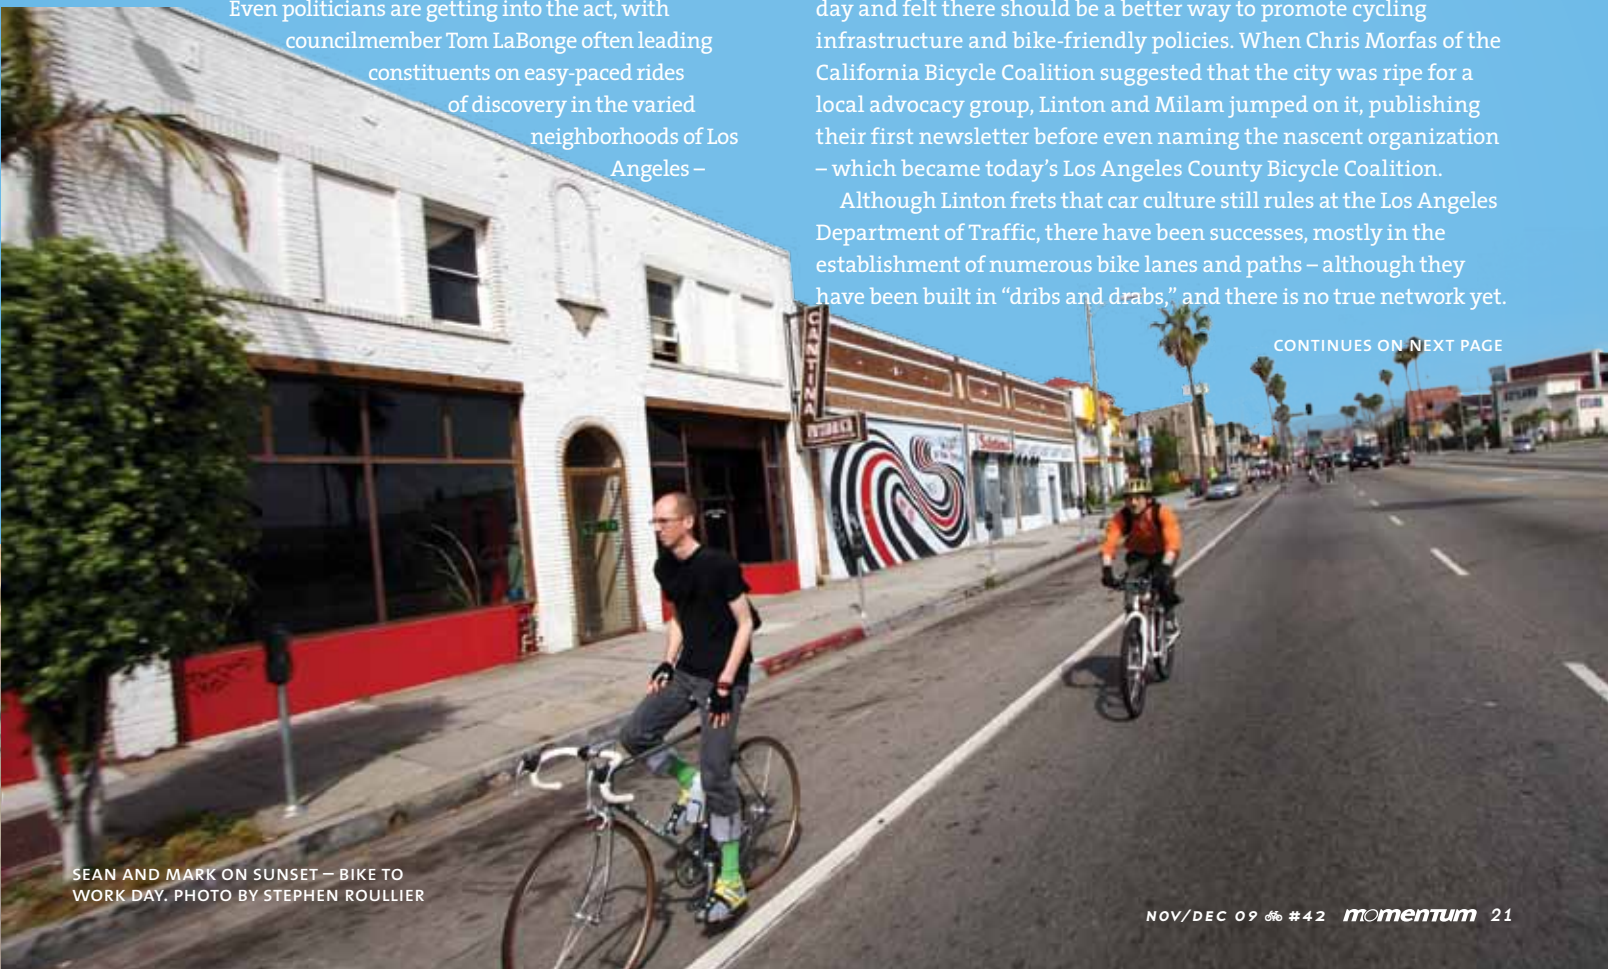 Even politicians are getting into the act, with
councilmember Tom LaBonge often leading
constituents on easy-paced rides
of discovery in the varied
neighborhoods of Los
Angeles –
day and felt there should be a better way to promote cycling
infrastructure and bike-friendly policies. When Chris Morfas of the
California Bicycle Coalition suggested that the city was ripe for a
local advocacy group, Linton and Milam jumped on it, publishing
their first newsletter before even naming the nascent organization
– which became today’s Los Angeles County Bicycle Coalition.
Although Linton frets that car culture still rules at the Los Angeles
Department of Traffic, there have been successes, mostly in the
establishment of numerous bike lanes and paths – although they
have been built in “dribs and drabs,” and there is no true network yet.
CONTINUES ON NEXT PAGE
CANTINA
SEAN AND MARK ON SUNSET – BIKE TO
WORK DAY. PHOTO BY STEPHEN ROULLIER
NOV/DEC 09 #42 momentum 21